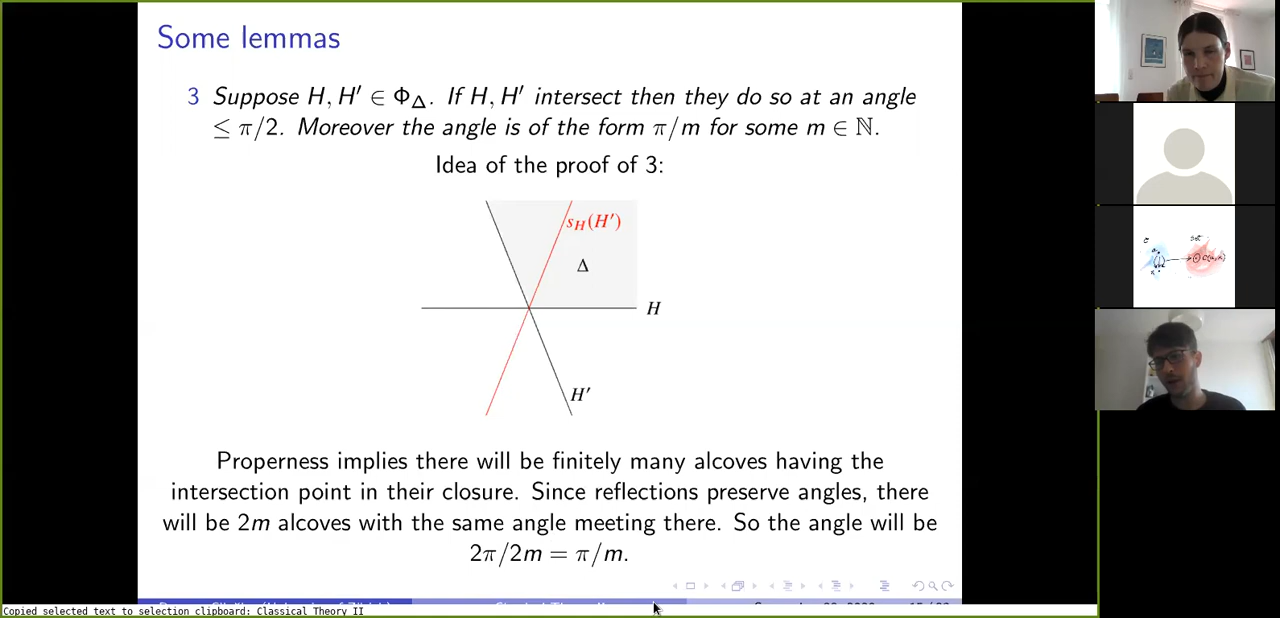 Some lemmas
3 Suppose H, H′ ∈ Φ_Δ. If H, H′ intersect then they do so at an angle
≤ π/2. Moreover the angle is of the form π/m for some m ∈ ℕ.
Idea of the proof of 3:
s_H(H′)
Δ
H
H′
Properness implies there will be finitely many alcoves having the
intersection point in their closure. Since reflections preserve angles, there
will be 2m alcoves with the same angle meeting there. So the angle will be
2π/2m = π/m.
Copied selected text to selection clipboard: Classical Theory II